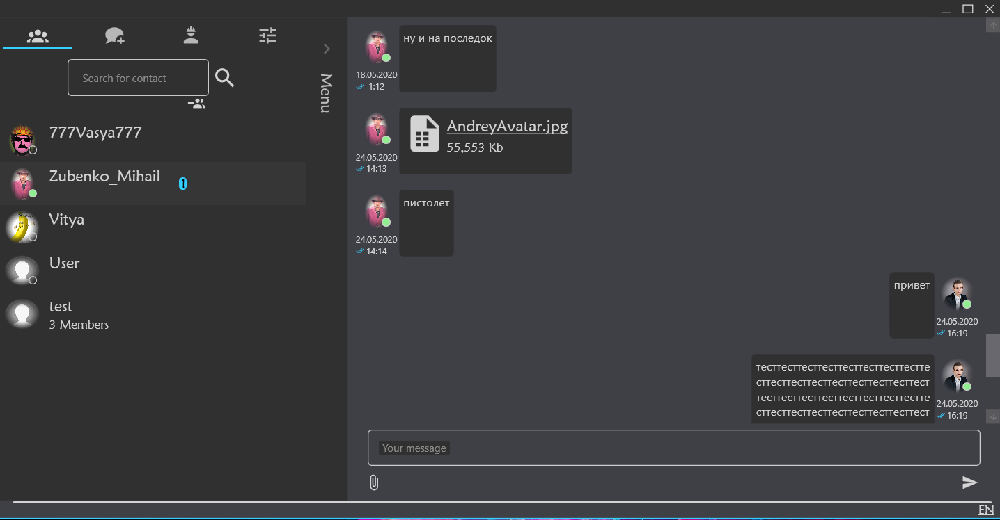 Search for contact
Menu
777Vasya777
Zubenko_Mihail
1
Vitya
User
test
3 Members
ну и на последок
18.05.2020
1:12
AndreyAvatar.jpg
55,553 Kb
24.05.2020
14:13
пистолет
24.05.2020
14:14
привет
24.05.2020
16:19
тесттесттесттесттесттесттесттестте
сттесттесттесттесттесттесттесттест
тесттесттесттесттесттесттесттестте
сттесттесттесттесттесттесттесттест
24.05.2020
16:19
Your message
EN